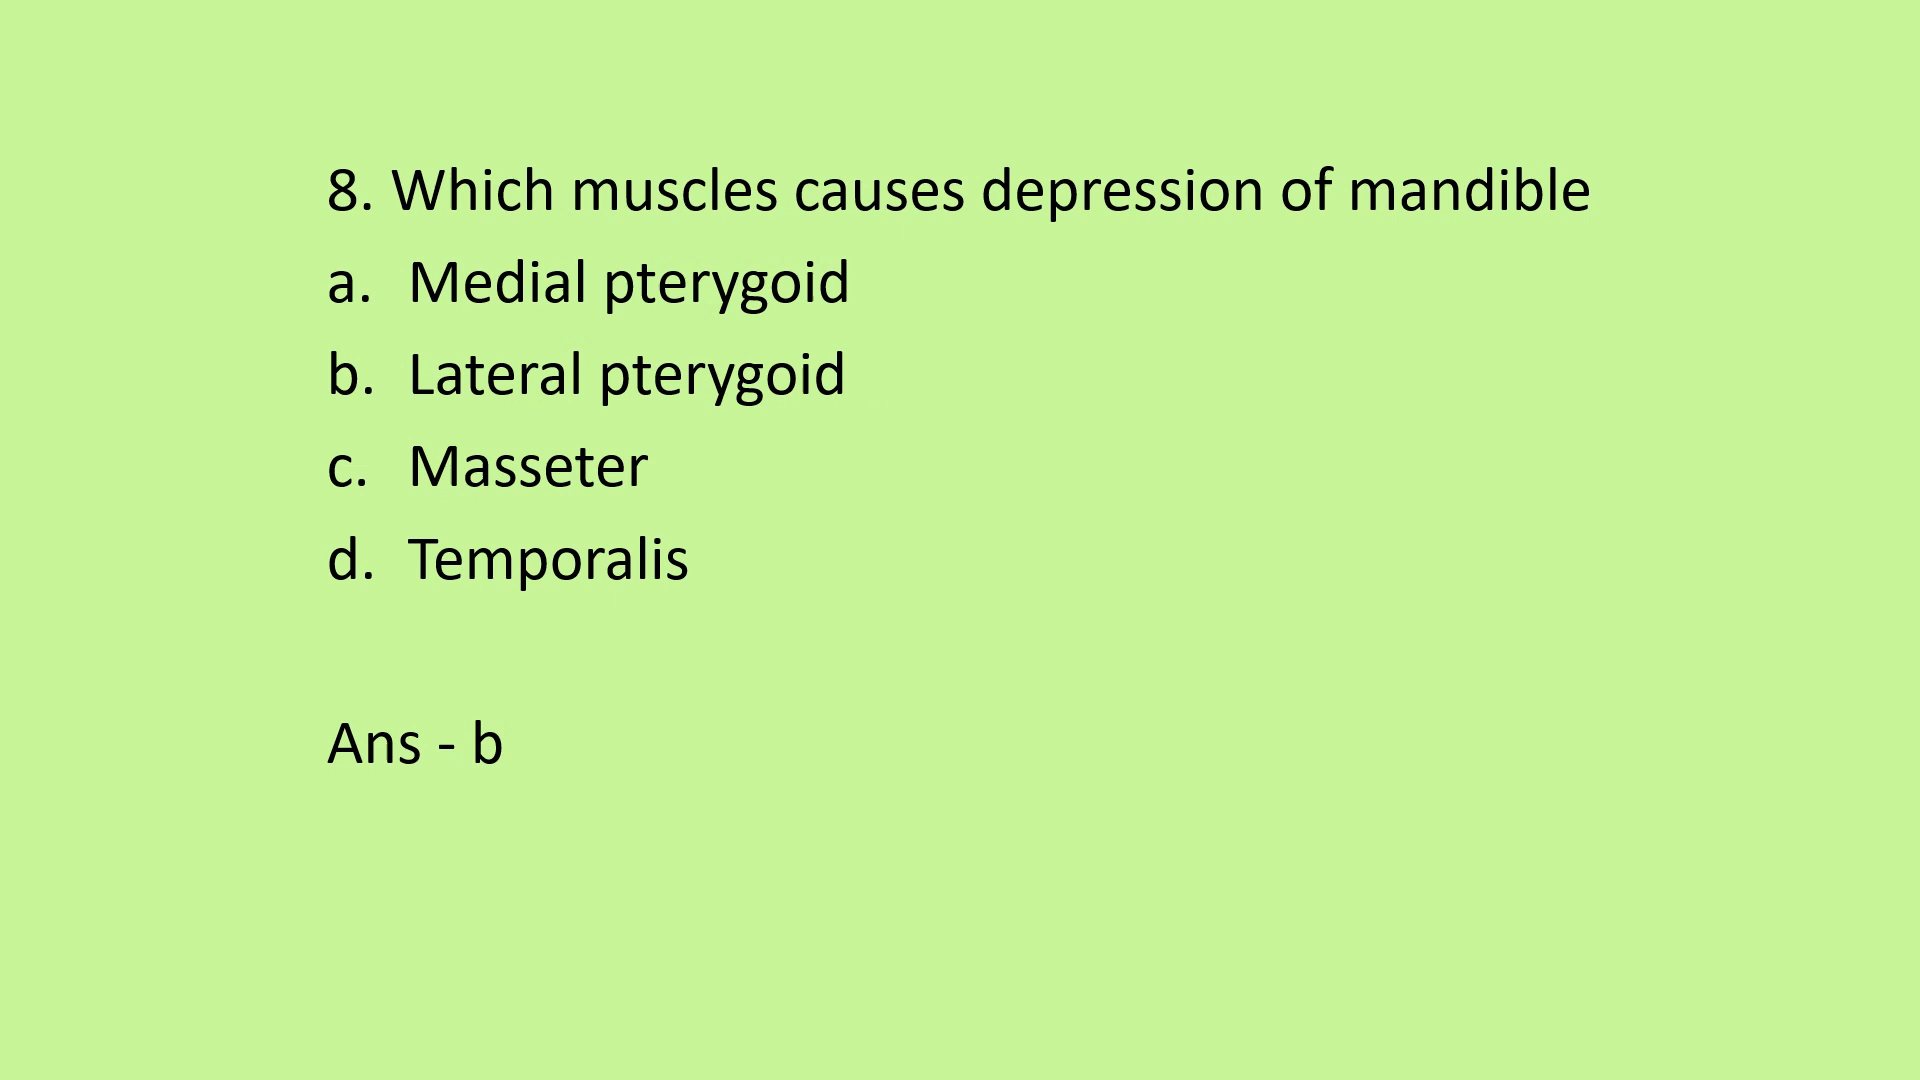 8. Which muscles causes depression of mandible
a. Medial pterygoid
b. Lateral pterygoid
c. Masseter
d. Temporalis
Ans - b